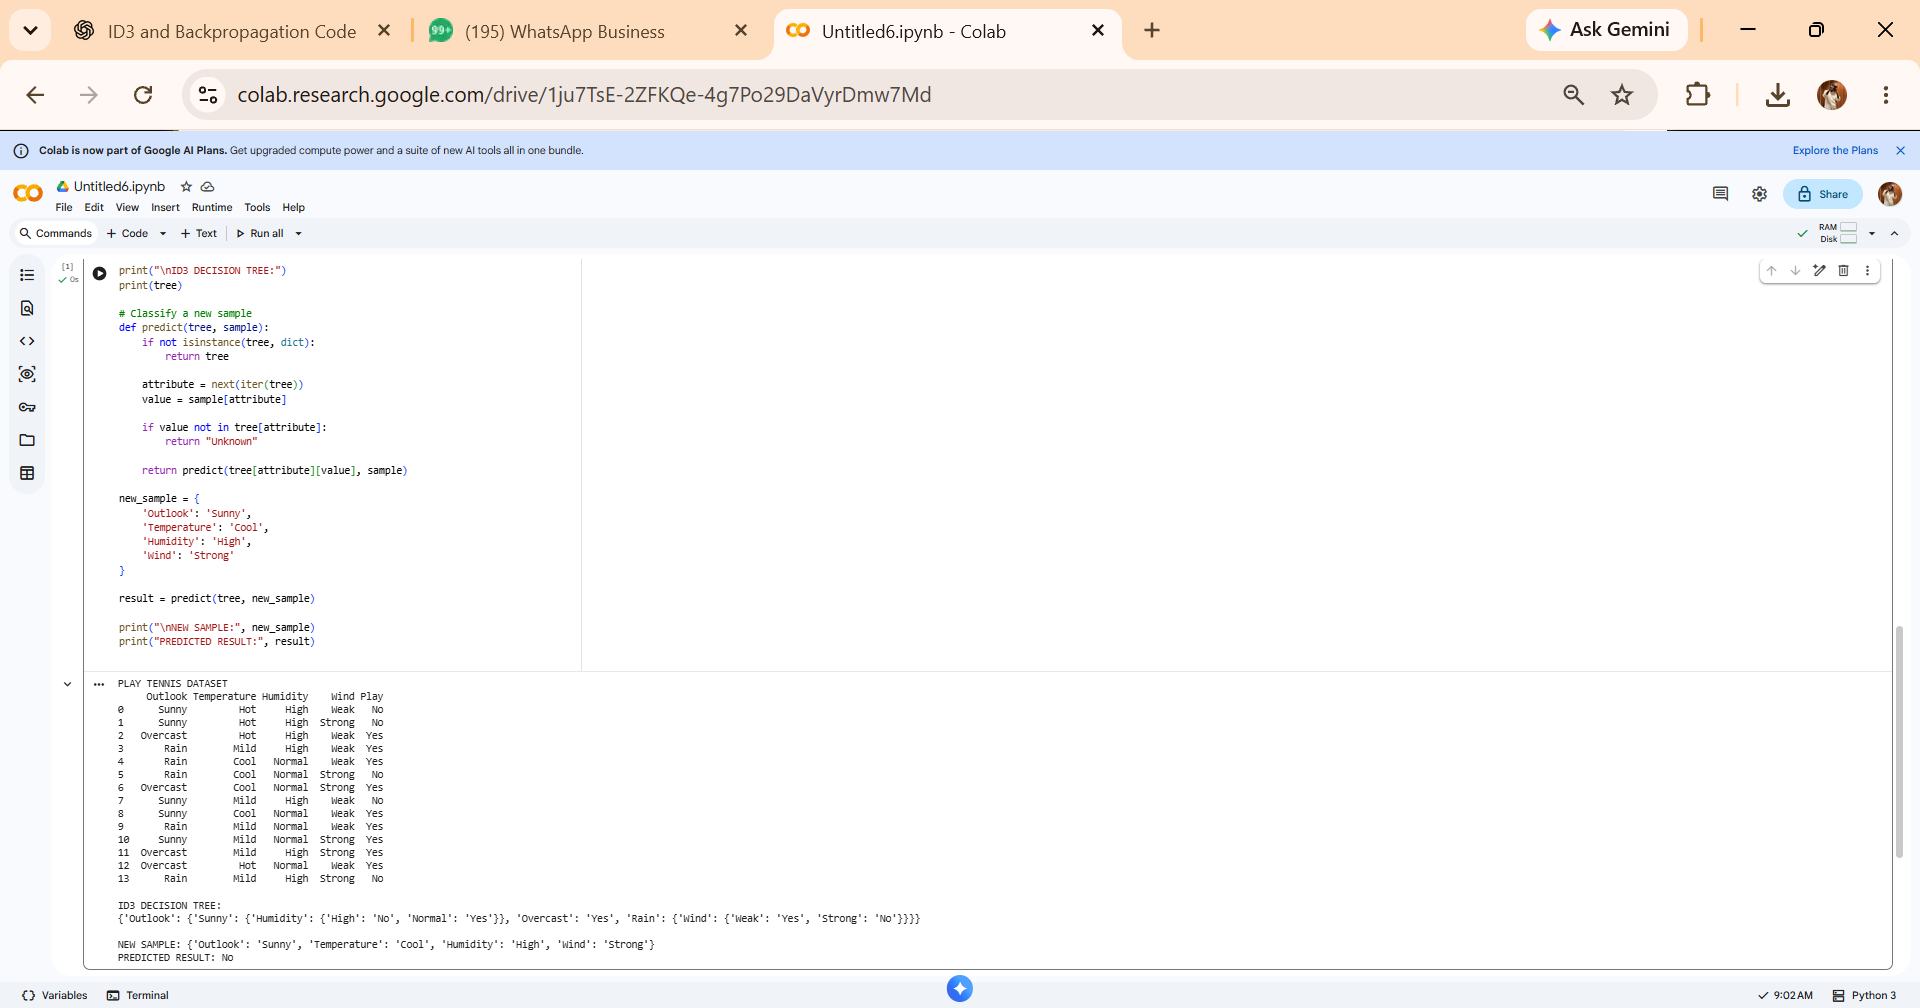 ID3 and Backpropagation Code
99+ (195) WhatsApp Business
Untitled6.ipynb - Colab
Ask Gemini
colab.research.google.com/drive/1ju7TsE-2ZFKQe-4g7Po29DaVyrDmw7Md
Colab is now part of Google AI Plans. Get upgraded compute power and a suite of new AI tools all in one bundle.
Explore the Plans
Untitled6.ipynb
File Edit View Insert Runtime Tools Help
Share
Commands + Code + Text Run all
RAM
Disk
[1]
0s
print("\nID3 DECISION TREE:")
print(tree)
# Classify a new sample
def predict(tree, sample):
    if not isinstance(tree, dict):
        return tree
    attribute = next(iter(tree))
    value = sample[attribute]
    if value not in tree[attribute]:
        return "Unknown"
    return predict(tree[attribute][value], sample)
new_sample = {
    'Outlook': 'Sunny',
    'Temperature': 'Cool',
    'Humidity': 'High',
    'Wind': 'Strong'
}
result = predict(tree, new_sample)
print("\nNEW SAMPLE:", new_sample)
print("PREDICTED RESULT:", result)
PLAY TENNIS DATASET
Outlook Temperature Humidity Wind Play
0 Sunny Hot High Weak No
1 Sunny Hot High Strong No
2 Overcast Hot High Weak Yes
3 Rain Mild High Weak Yes
4 Rain Cool Normal Weak Yes
5 Rain Cool Normal Strong No
6 Overcast Cool Normal Strong Yes
7 Sunny Mild High Weak No
8 Sunny Cool Normal Weak Yes
9 Rain Mild Normal Weak Yes
10 Sunny Mild Normal Strong Yes
11 Overcast Mild High Strong Yes
12 Overcast Hot Normal Weak Yes
13 Rain Mild High Strong No
ID3 DECISION TREE:
{'Outlook': {'Sunny': {'Humidity': {'High': 'No', 'Normal': 'Yes'}}, 'Overcast': 'Yes', 'Rain': {'Wind': {'Weak': 'Yes', 'Strong': 'No'}}}}
NEW SAMPLE: {'Outlook': 'Sunny', 'Temperature': 'Cool', 'Humidity': 'High', 'Wind': 'Strong'}
PREDICTED RESULT: No
Variables Terminal
9:02 AM Python 3